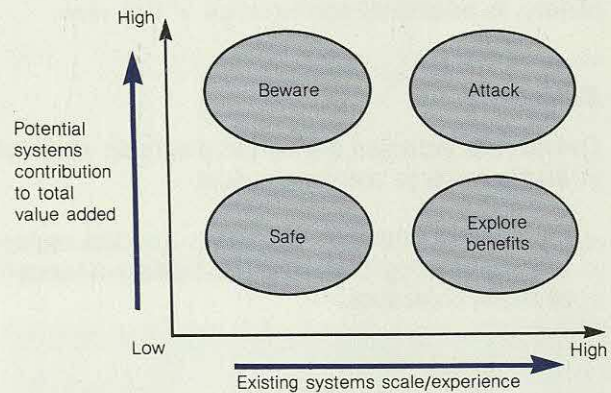 High
Beware
Attack
Potential
systems
contribution
to total
value added
Safe
Explore
benefits
Low
High
Existing systems scale/experience